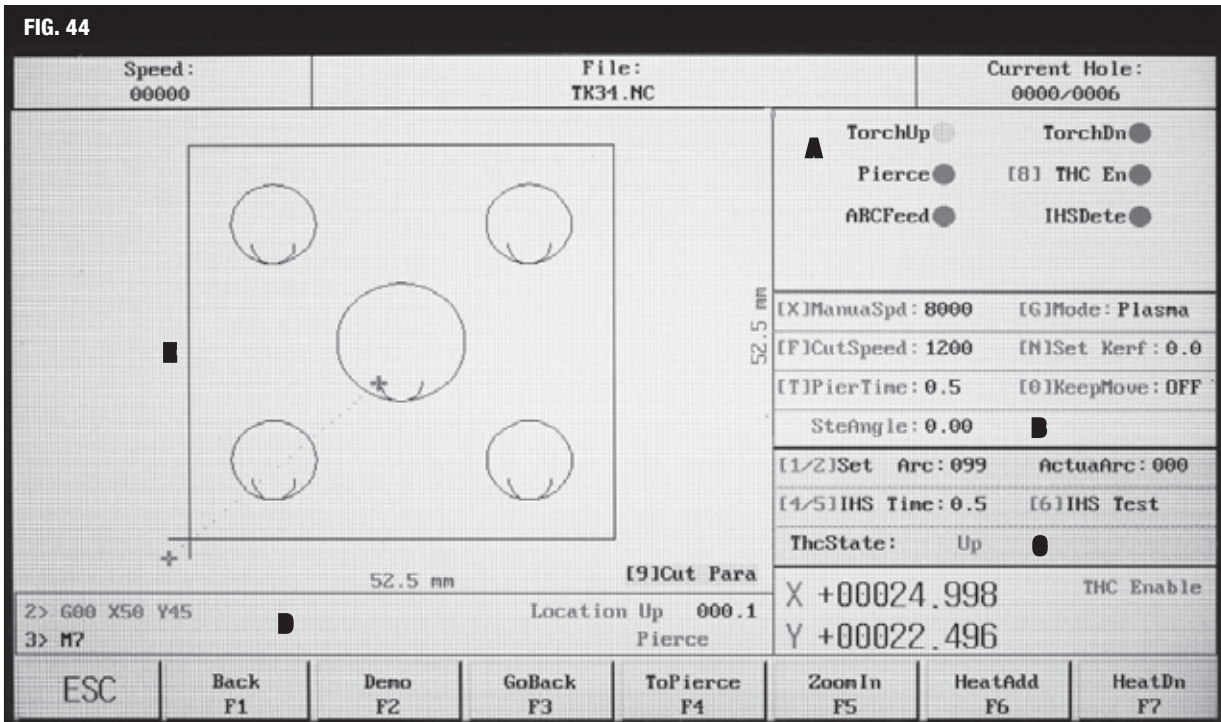 FIG. 44
Speed:
00000
File:
TK34.NC
Current Hole:
0000/0006
A
TorchUp TorchDn
Pierce [8] THC En
ARCFeed IHSDete
E
52.5 mm
[X]ManuaSpd: 8000 [G]Mode: Plasma
[F]CutSpeed: 1200 [N]Set Kerf: 0.0
[T]PierTime: 0.5 [0]KeepMove: OFF
SteAngle: 0.00 B
[1/2]Set Arc: 099 ActuaArc: 000
[4/5]IHS Time: 0.5 [6]IHS Test
ThcState: Up C
52.5 mm
[9]Cut Para
2> G00 X50 Y45
3> M7
D
Location Up 000.1
Pierce
X +00024.998 THC Enable
Y +00022.496
ESC
Back
F1
Demo
F2
GoBack
F3
ToPierce
F4
ZoomIn
F5
HeatAdd
F6
HeatDn
F7